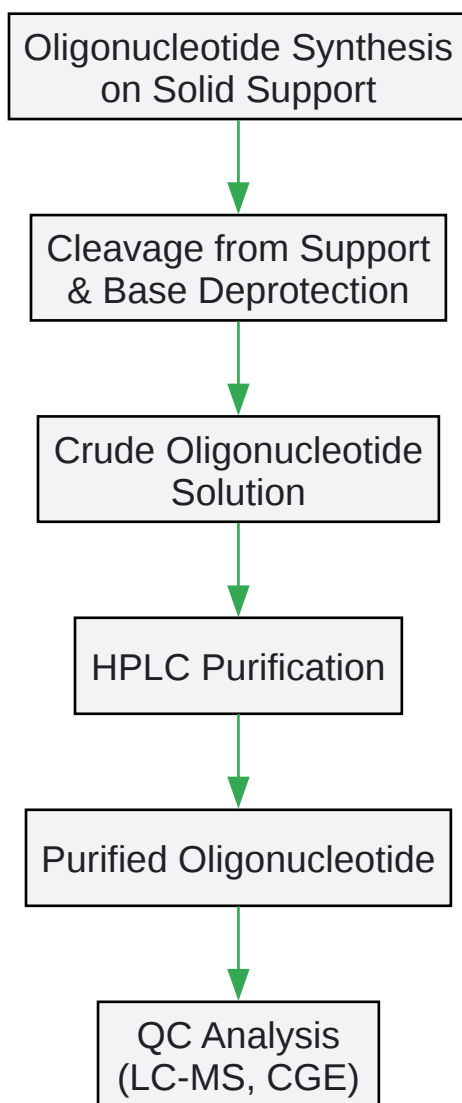 Oligonucleotide Synthesis
on Solid Support
Cleavage from Support
& Base Deprotection
Crude Oligonucleotide
Solution
HPLC Purification
Purified Oligonucleotide
QC Analysis
(LC-MS, CGE)